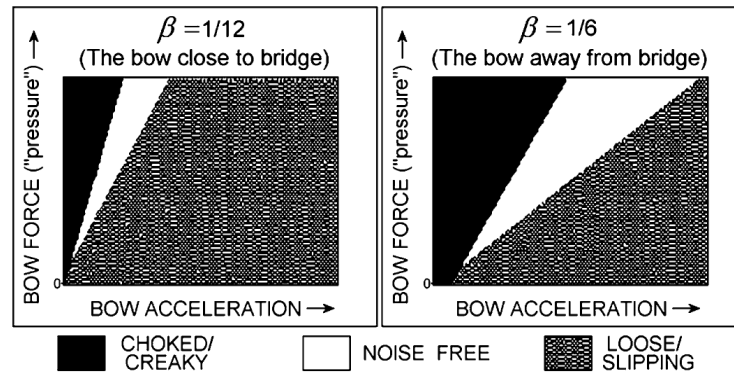 β = 1/12
(The bow close to bridge)
BOW FORCE ("pressure") →
0
BOW ACCELERATION →
β = 1/6
(The bow away from bridge)
BOW FORCE ("pressure") →
0
BOW ACCELERATION →
CHOKED/
CREAKY
NOISE FREE
LOOSE/
SLIPPING